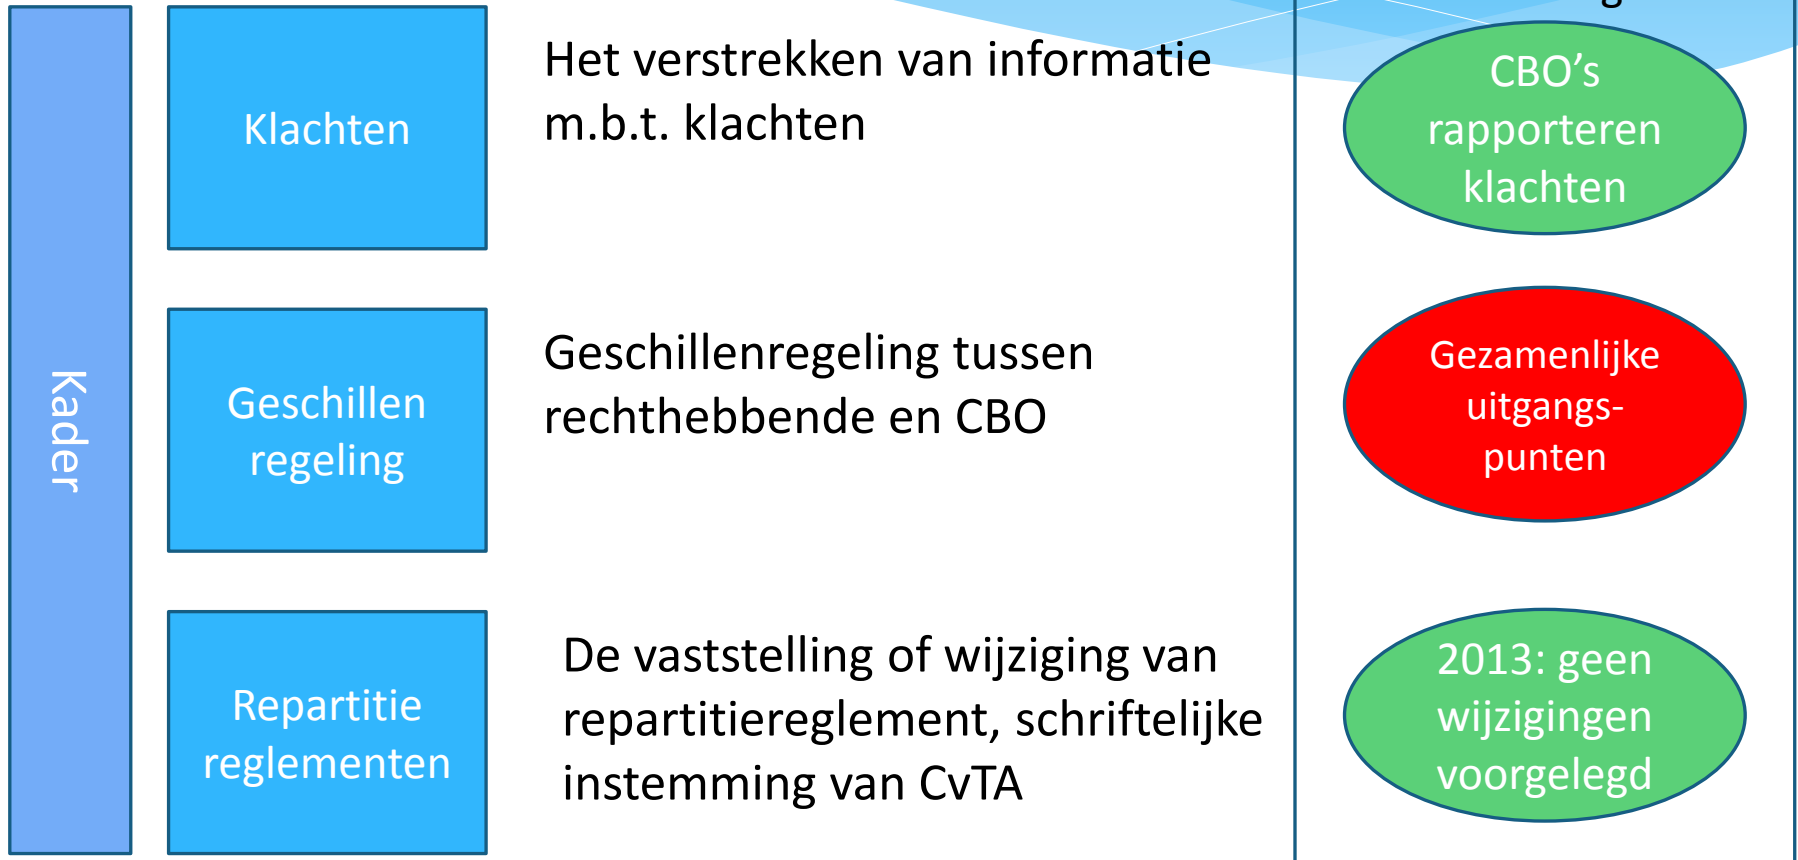 Kader
Klachten
Het verstrekken van informatie
m.b.t. klachten
CBO’s
rapporteren
klachten
Geschillen
regeling
Geschillenregeling tussen
rechthebbende en CBO
Gezamenlijke
uitgangs-
punten
Repartitie
reglementen
De vaststelling of wijziging van
repartitiereglement, schriftelijke
instemming van CvTA
2013: geen
wijzigingen
voorgelegd